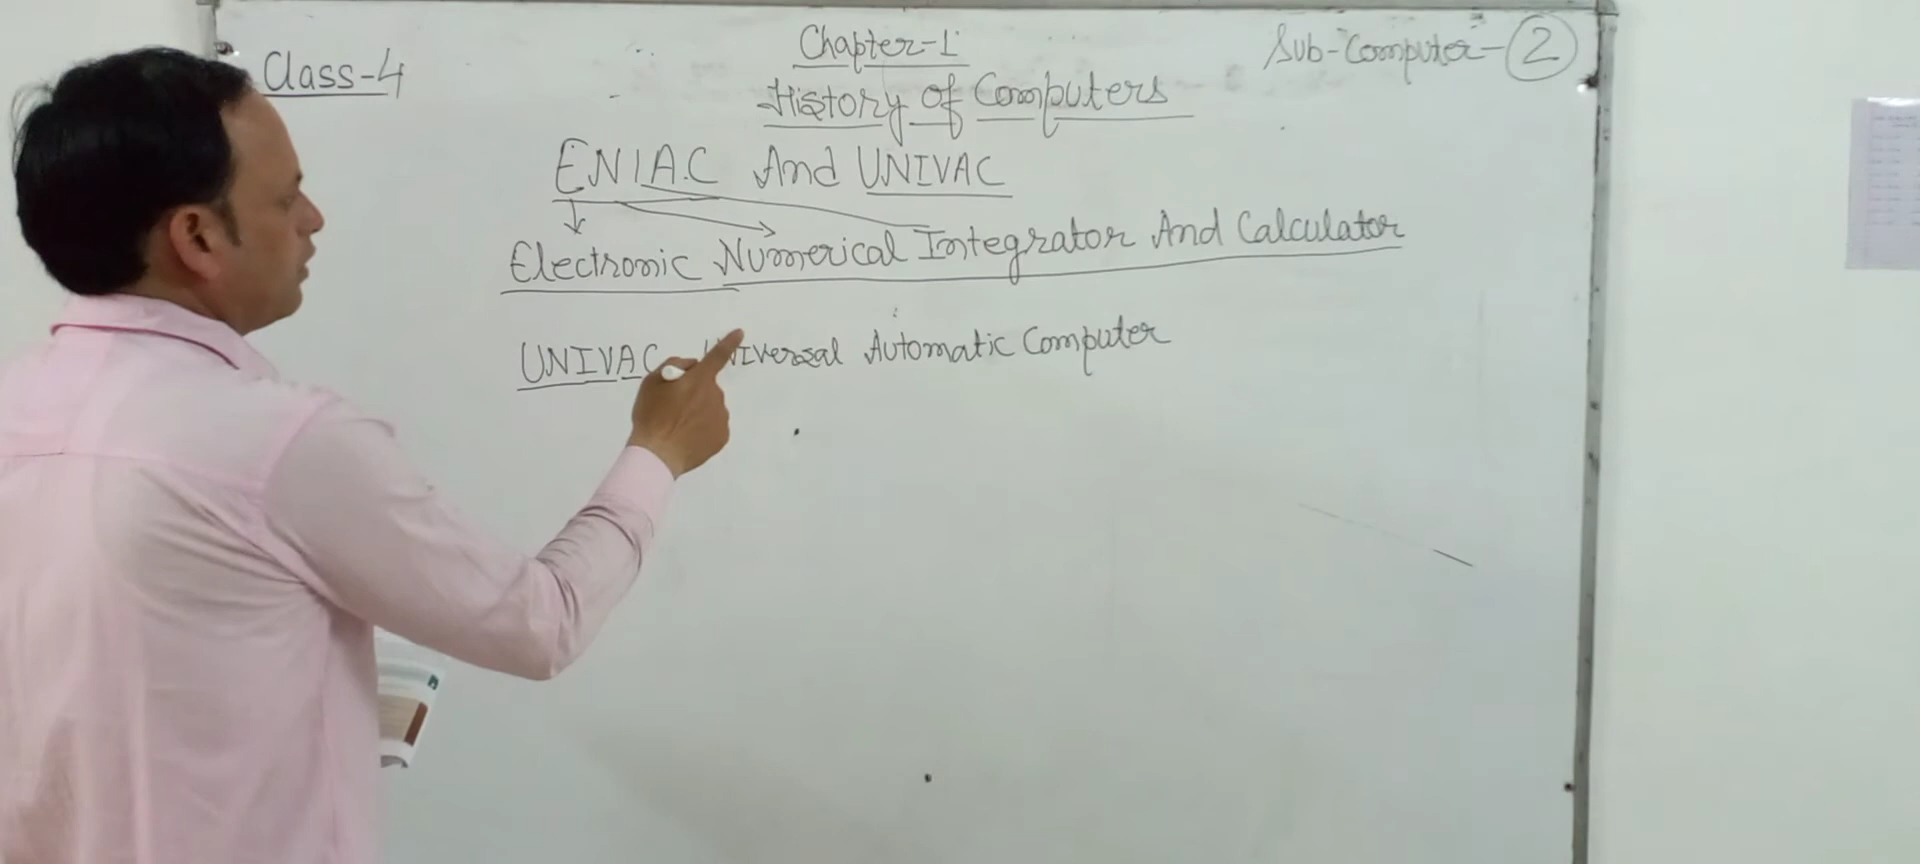 Class-4
Chapter-1
Sub-Computer-2
History of Computers
ENIAC And UNIVAC
Electronic Numerical Integrator And Calculator
UNIVAC - Universal Automatic Computer